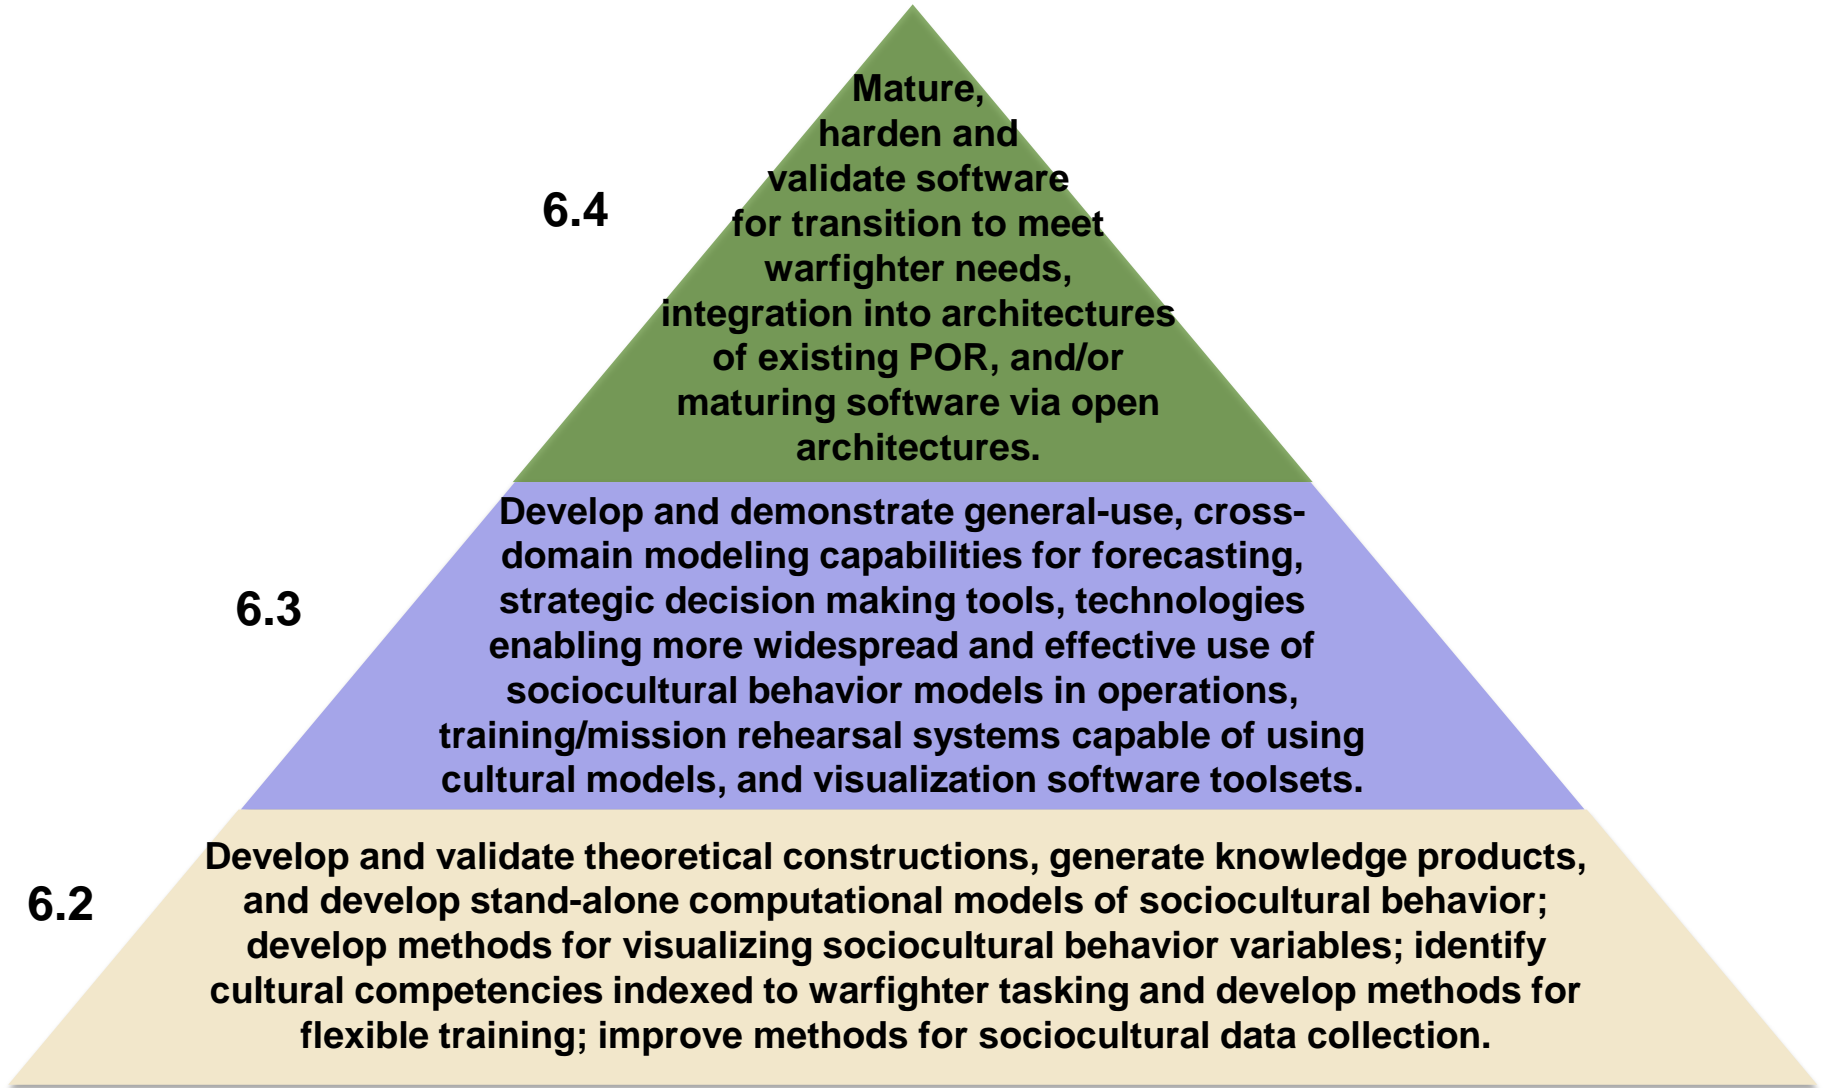 Mature,
harden and
validate software
for transition to meet
warfighter needs,
integration into architectures
of existing POR, and/or
maturing software via open
architectures.
6.4
Develop and demonstrate general-use, cross-
domain modeling capabilities for forecasting,
strategic decision making tools, technologies
enabling more widespread and effective use of
sociocultural behavior models in operations,
training/mission rehearsal systems capable of using
cultural models, and visualization software toolsets.
6.3
Develop and validate theoretical constructions, generate knowledge products,
and develop stand-alone computational models of sociocultural behavior;
develop methods for visualizing sociocultural behavior variables; identify
cultural competencies indexed to warfighter tasking and develop methods for
flexible training; improve methods for sociocultural data collection.
6.2